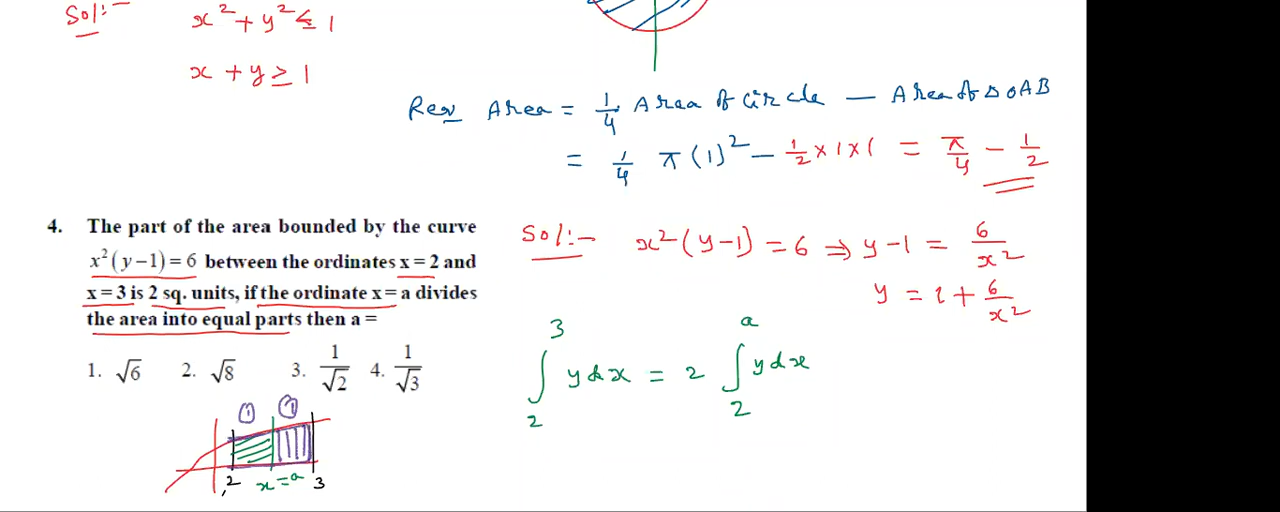 Sol:-
x² + y² ≤ 1
x + y ≥ 1
Req Area = 1/4 Area of circle — Area of Δ OAB
= 1/4 π(1)² - 1/2 × 1 × 1 = π/4 - 1/2
4. The part of the area bounded by the curve
x²(y−1)=6 between the ordinates x = 2 and
x = 3 is 2 sq. units, if the ordinate x = a divides
the area into equal parts then a =
1. √6 2. √8 3. 1/√2 4. 1/√3
① ①
2 x=a 3
Sol:- x²(y-1) = 6 ⇒ y-1 = 6/x²
y = 1 + 6/x²
∫₂³ y dx = 2 ∫₂ᵃ y dx